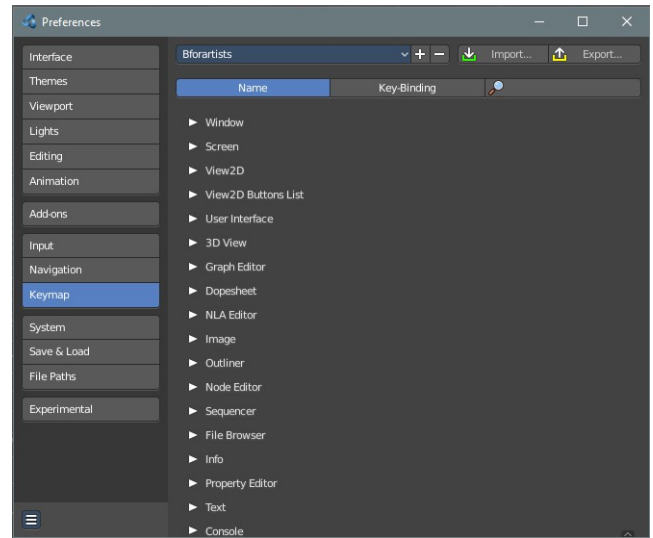 Preferences
Interface
Themes
Viewport
Lights
Editing
Animation
Add-ons
Input
Navigation
Keymap
System
Save & Load
File Paths
Experimental
Bforartists
Import...
Export...
Name
Key-Binding
Window
Screen
View2D
View2D Buttons List
User Interface
3D View
Graph Editor
Dopesheet
NLA Editor
Image
Outliner
Node Editor
Sequencer
File Browser
Info
Property Editor
Text
Console